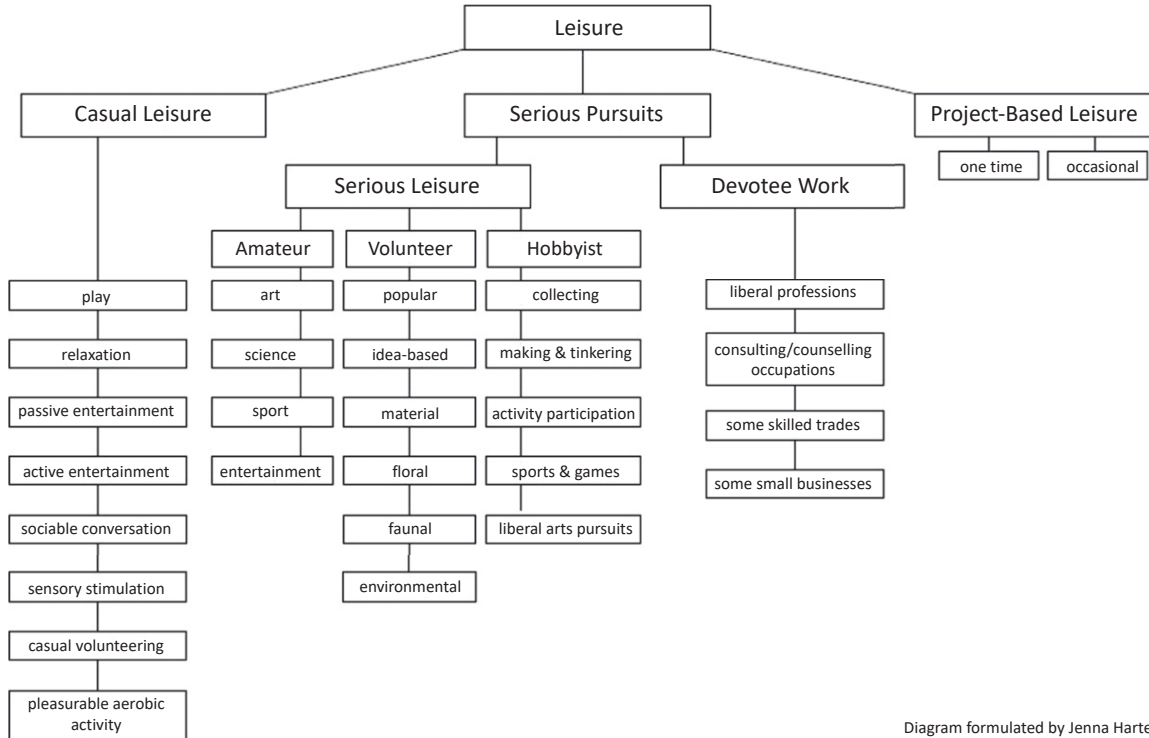 Leisure
Casual Leisure
Serious Pursuits
Project-Based Leisure
one time
occasional
Serious Leisure
Devotee Work
Amateur
Volunteer
Hobbyist
play
relaxation
passive entertainment
active entertainment
sociable conversation
sensory stimulation
casual volunteering
pleasurable aerobic
activity
art
science
sport
entertainment
popular
idea-based
material
floral
faunal
environmental
collecting
making & tinkering
activity participation
sports & games
liberal arts pursuits
liberal professions
consulting/counselling
occupations
some skilled trades
some small businesses
Diagram formulated by Jenna Harte